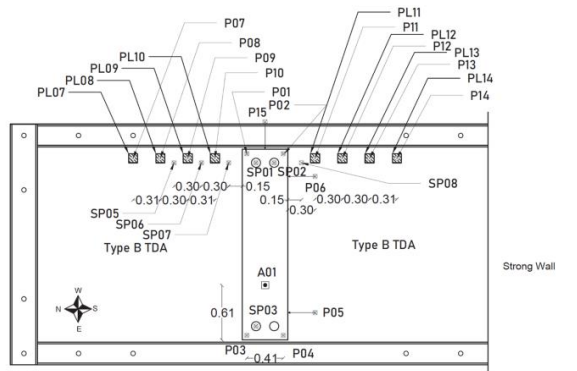 P07
PL11
P08
P11
PL10
PL12
PL09
P09
P12
PL08
P10
PL13
PL07
P01
P13
P02
PL14
P15
P14
SP01
SP02
SP08
P06
0.30
0.30
0.15
0.31
0.30
0.31
0.15
0.30
0.30
0.31
0.30
SP05
SP06
SP07
Type B TDA
Type B TDA
Strong Wall
A01
W
N
S
E
0.61
SP03
P05
P03
P04
0.41